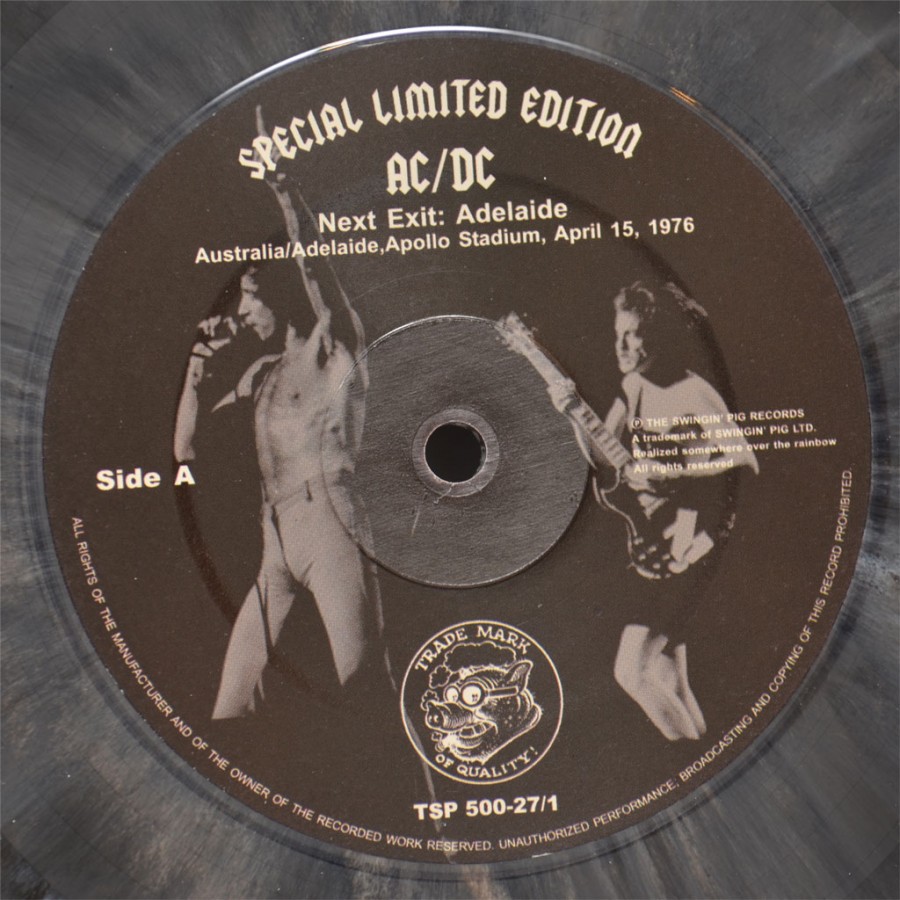 SPECIAL LIMITED EDITION
AC/DC
Next Exit: Adelaide
Australia/Adelaide,Apollo Stadium, April 15, 1976
℗ THE SWINGIN' PIG RECORDS
A trademark of SWINGIN' PIG LTD.
Realized somewhere over the rainbow
All rights reserved
Side A
TRADE MARK
OF QUALITY!
TSP 500-27/1
ALL RIGHTS OF THE MANUFACTURER AND OF THE OWNER OF THE RECORDED WORK RESERVED. UNAUTHORIZED PERFORMANCE, BROADCASTING AND COPYING OF THIS RECORD PROHIBITED.